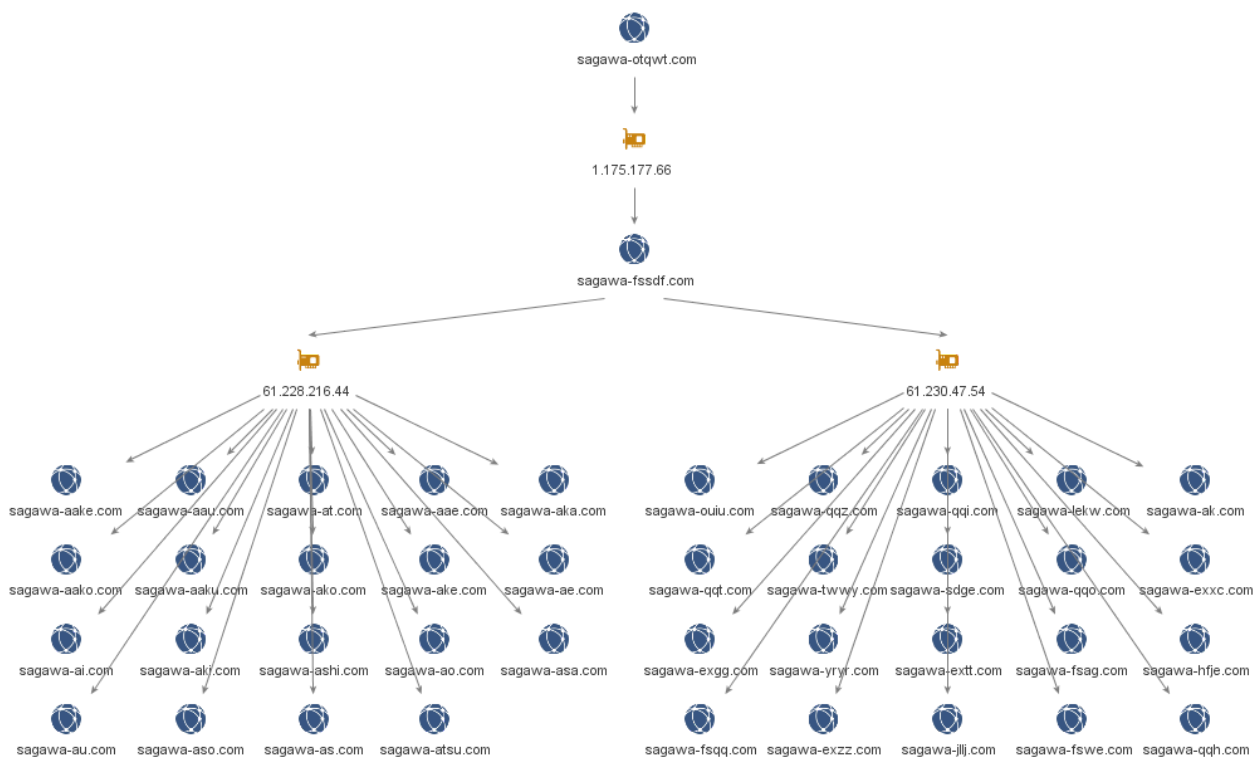 sagawa-otqwt.com
1.175.177.66
sagawa-fssdf.com
61.228.216.44 61.230.47.54
sagawa-aake.com sagawa-aau.com sagawa-at.com sagawa-aae.com sagawa-aka.com sagawa-ouiu.com sagawa-qqz.com sagawa-qqi.com sagawa-lekw.com sagawa-ak.com
sagawa-aako.com sagawa-aaku.com sagawa-ako.com sagawa-ake.com sagawa-ae.com sagawa-qqt.com sagawa-twwy.com sagawa-sdge.com sagawa-qqo.com sagawa-exxc.com
sagawa-ai.com sagawa-aki.com sagawa-ashi.com sagawa-ao.com sagawa-asa.com sagawa-exgg.com sagawa-yryr.com sagawa-extt.com sagawa-fsag.com sagawa-hfje.com
sagawa-au.com sagawa-aso.com sagawa-as.com sagawa-atsu.com sagawa-fsqq.com sagawa-exzz.com sagawa-jllj.com sagawa-fswe.com sagawa-qqh.com